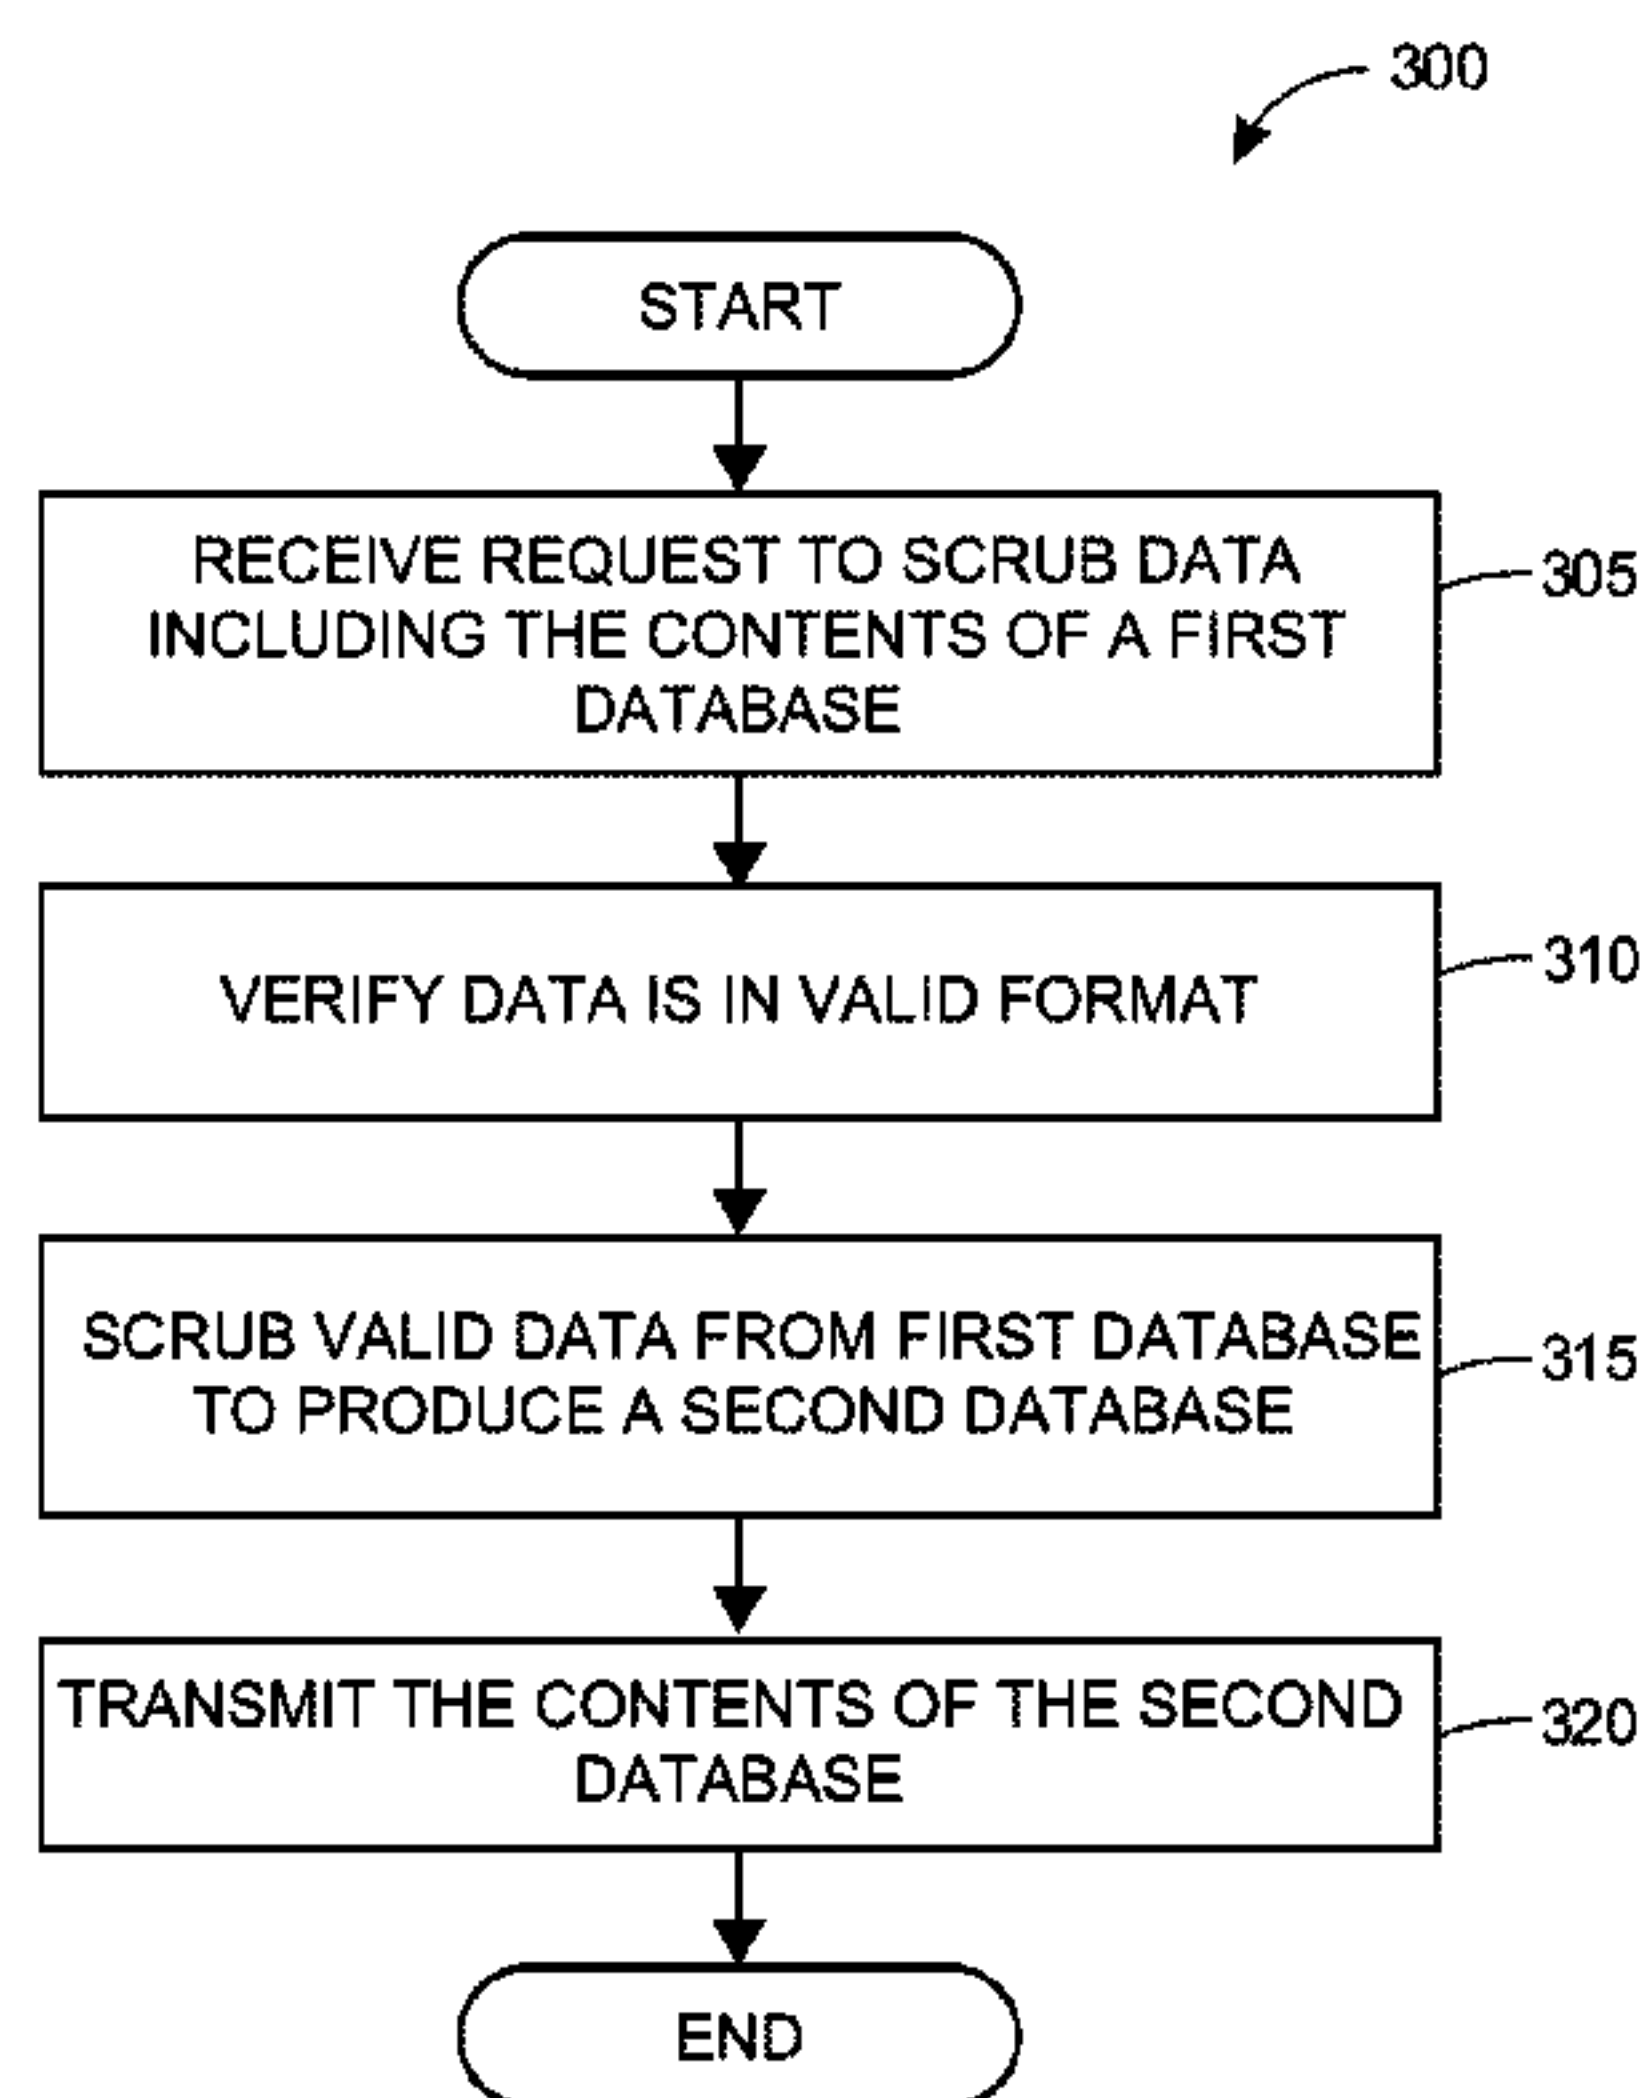 300
START
RECEIVE REQUEST TO SCRUB DATA
INCLUDING THE CONTENTS OF A FIRST
DATABASE
305
VERIFY DATA IS IN VALID FORMAT
310
SCRUB VALID DATA FROM FIRST DATABASE
TO PRODUCE A SECOND DATABASE
315
TRANSMIT THE CONTENTS OF THE SECOND
DATABASE
320
END